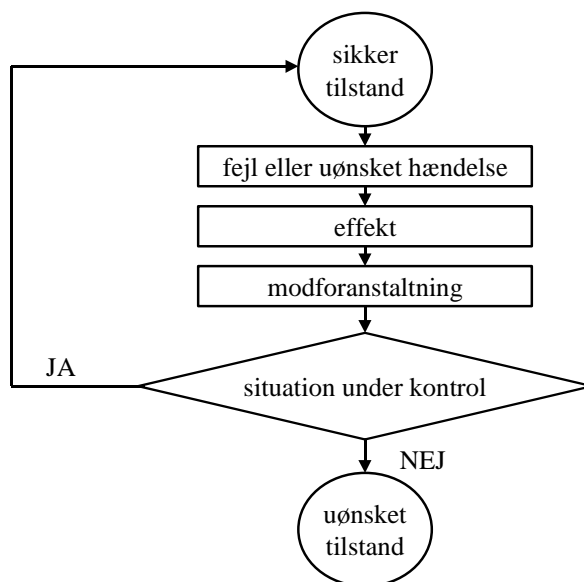 sikker
tilstand
fejl eller uønsket hændelse
effekt
modforanstaltning
JA
situation under kontrol
NEJ
uønsket
tilstand